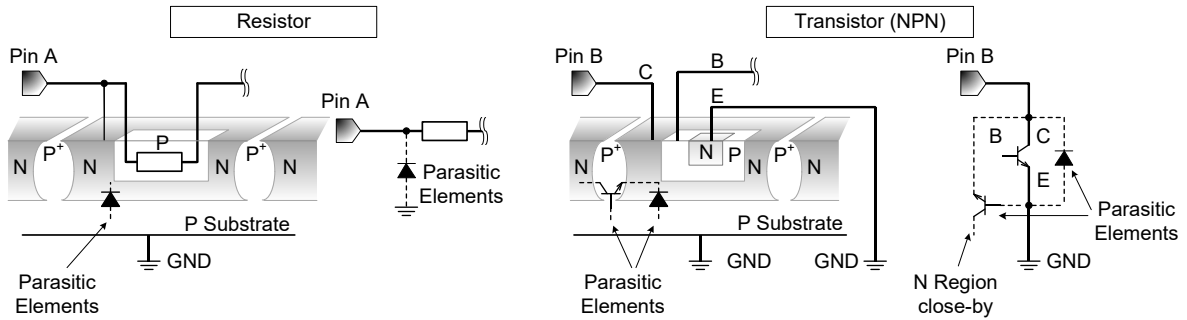 Resistor
Transistor (NPN)
Pin A
Pin A
N
P+
N
P
N
P+
N
Parasitic
Elements
P Substrate
GND
Parasitic
Elements
Pin B
C
B
E
N
P+
N
N
P
N
P+
N
P Substrate
GND
GND
Parasitic
Elements
Pin B
B
C
E
Parasitic
Elements
GND
N Region
close-by